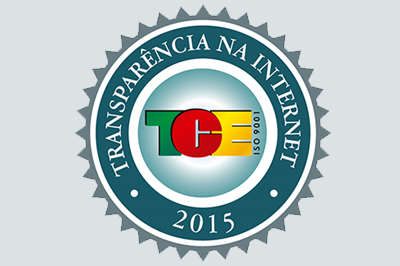 TRANSPARÊNCIA NA INTERNET
TCE
ISO 9001
2015